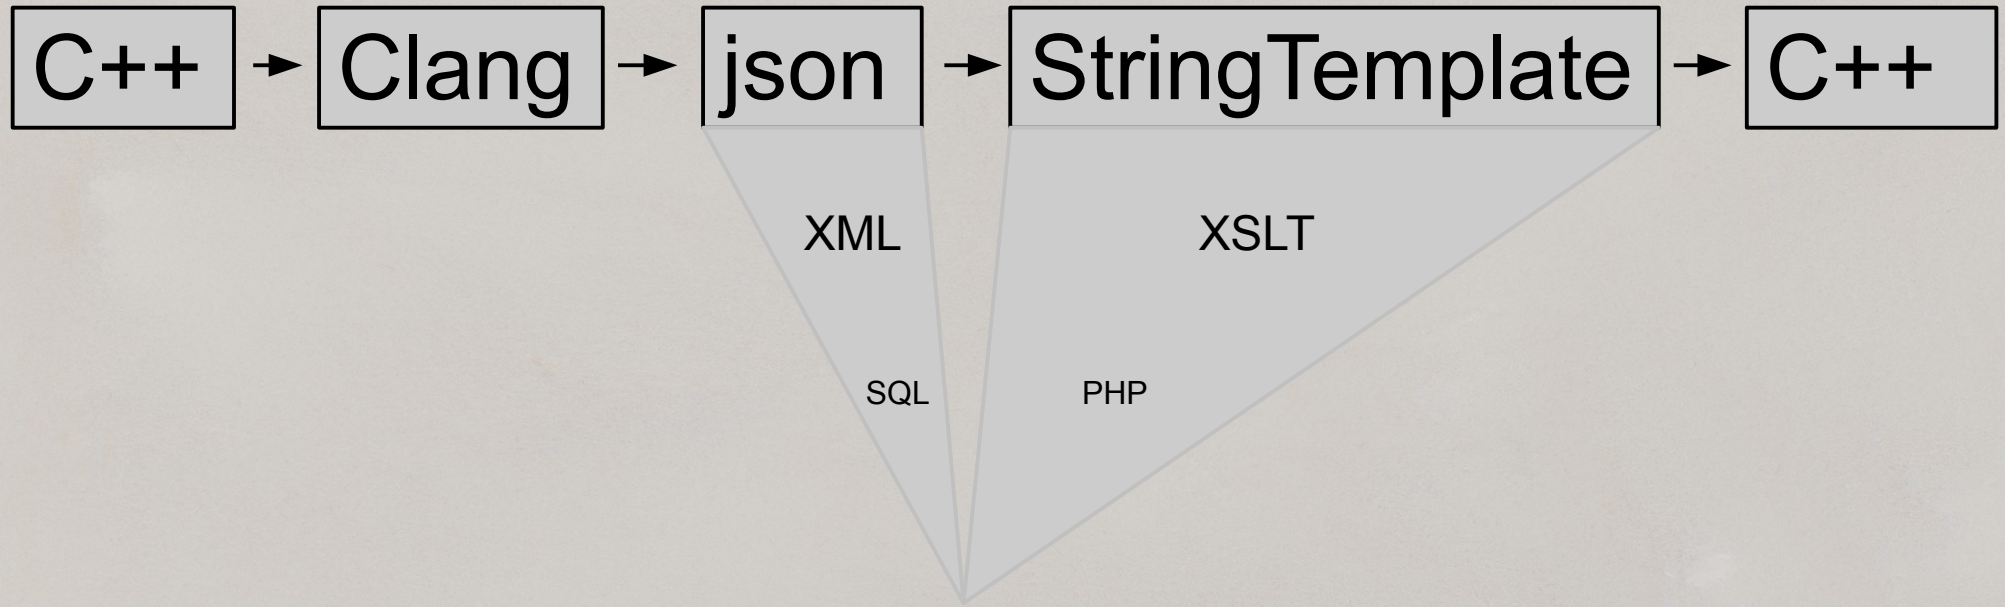 C++ Clang json StringTemplate C++
XML XSLT
SQL PHP